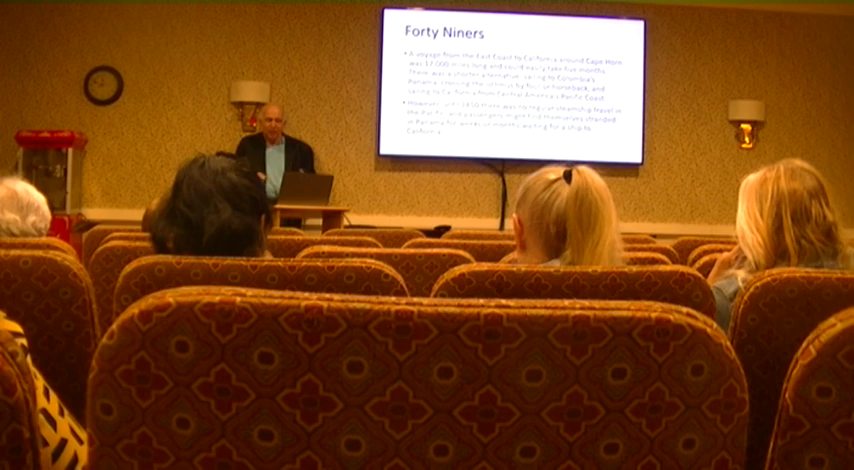 Forty Niners
• A voyage from the East Coast to California around Cape Horn
was 17,000 miles long and could easily take five months.
There was a shorter alternative: sailing to Colombia's
Panama, crossing the isthmus by foot or horseback, and
sailing to California from Central America's Pacific Coast.
• However, until 1850 there was no regular steamship travel in
the Pacific and passengers might find themselves stranded
in Panama for weeks or months waiting for a ship to
California.